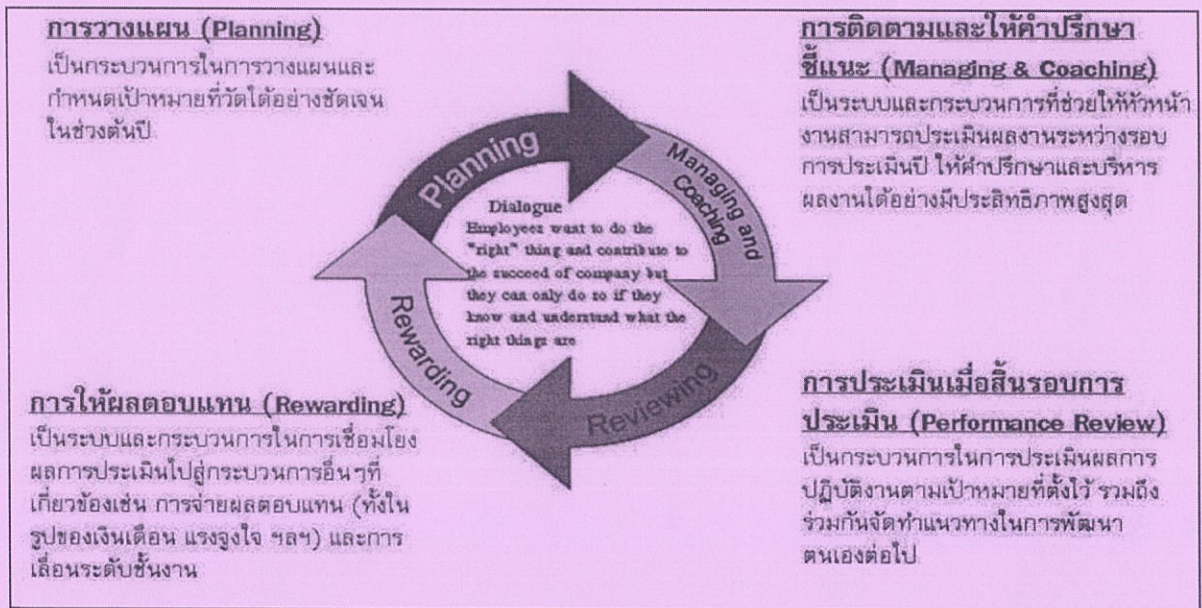 การวางแผน (Planning)
เป็นกระบวนการในการวางแผนและ
กำหนดเป้าหมายที่วัดได้อย่างชัดเจน
ในช่วงต้นปี
การติดตามและให้คำปรึกษา
ชี้แนะ (Managing & Coaching)
เป็นระบบและกระบวนการที่ช่วยให้หัวหน้า
งานสามารถประเมินผลงานระหว่างรอบ
การประเมินปี ให้คำปรึกษาและบริหาร
ผลงานได้อย่างมีประสิทธิภาพสูงสุด
Planning
Managing and
Coaching
Dialogue
Employees want to do the
"right" thing and contribute to
the succeed of company but
they can only do so if they
know and understand what the
right things are
Rewarding
Reviewing
การให้ผลตอบแทน (Rewarding)
เป็นระบบและกระบวนการในการเชื่อมโยง
ผลการประเมินไปสู่กระบวนการอื่นๆที่
เกี่ยวข้องเช่น การจ่ายผลตอบแทน (ทั้งใน
รูปของเงินเดือน แรงจูงใจ ฯลฯ) และการ
เลื่อนระดับชั้นงาน
การประเมินเมื่อสิ้นรอบการ
ประเมิน (Performance Review)
เป็นกระบวนการในการประเมินผลการ
ปฏิบัติงานตามเป้าหมายที่ตั้งไว้ รวมถึง
ร่วมกันจัดทำแนวทางในการพัฒนา
ตนเองต่อไป